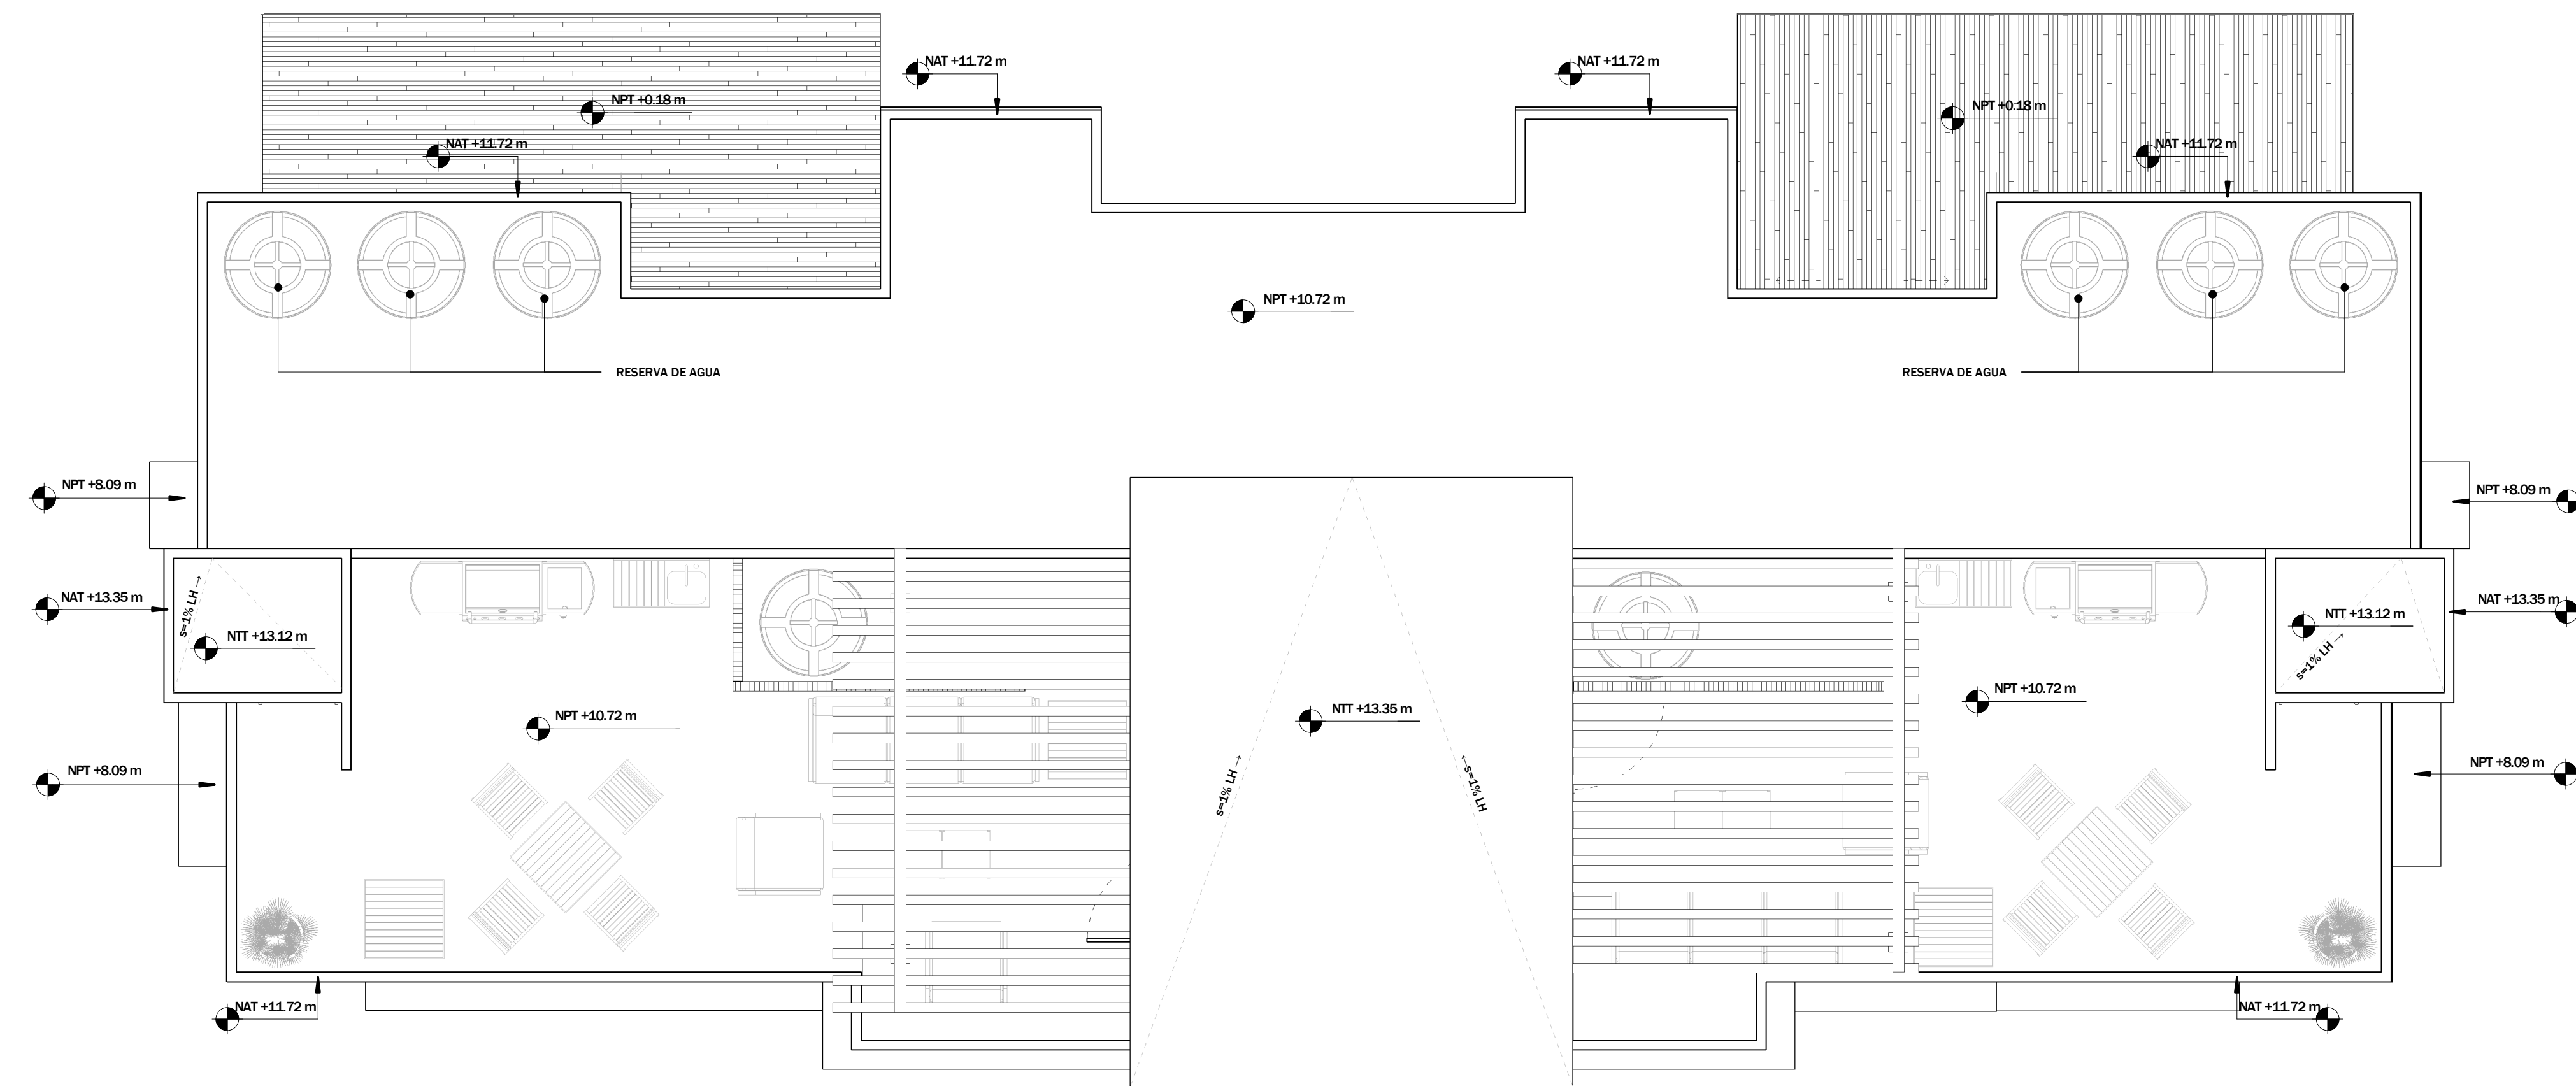 NAT +11.72 m
NAT +11.72 m
NPT +0.18 m
NPT +0.18 m
NAT +11.72 m
NAT +11.72 m
NPT +10.72 m
RESERVA DE AGUA
RESERVA DE AGUA
NPT +8.09 m
NPT +8.09 m
NAT +13.35 m
s=1% LH →
NTT +13.12 m
NTT +13.12 m
s=1% LH →
NAT +13.35 m
NPT +10.72 m
NTT +13.35 m
NPT +10.72 m
NPT +8.09 m
s=1% LH →
←s=1% LH
NPT +8.09 m
NAT +11.72 m
NAT +11.72 m